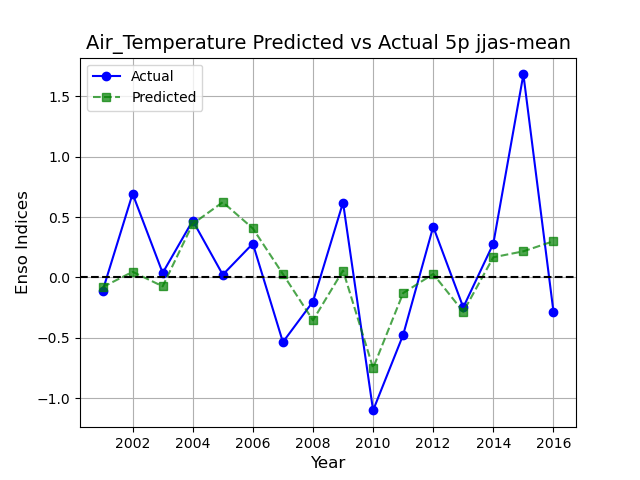 Air_Temperature Predicted vs Actual 5p jjas-mean
Actual
Predicted
1.5
1.0
0.5
0.0
−0.5
−1.0
Enso Indices
2002 2004 2006 2008 2010 2012 2014 2016
Year